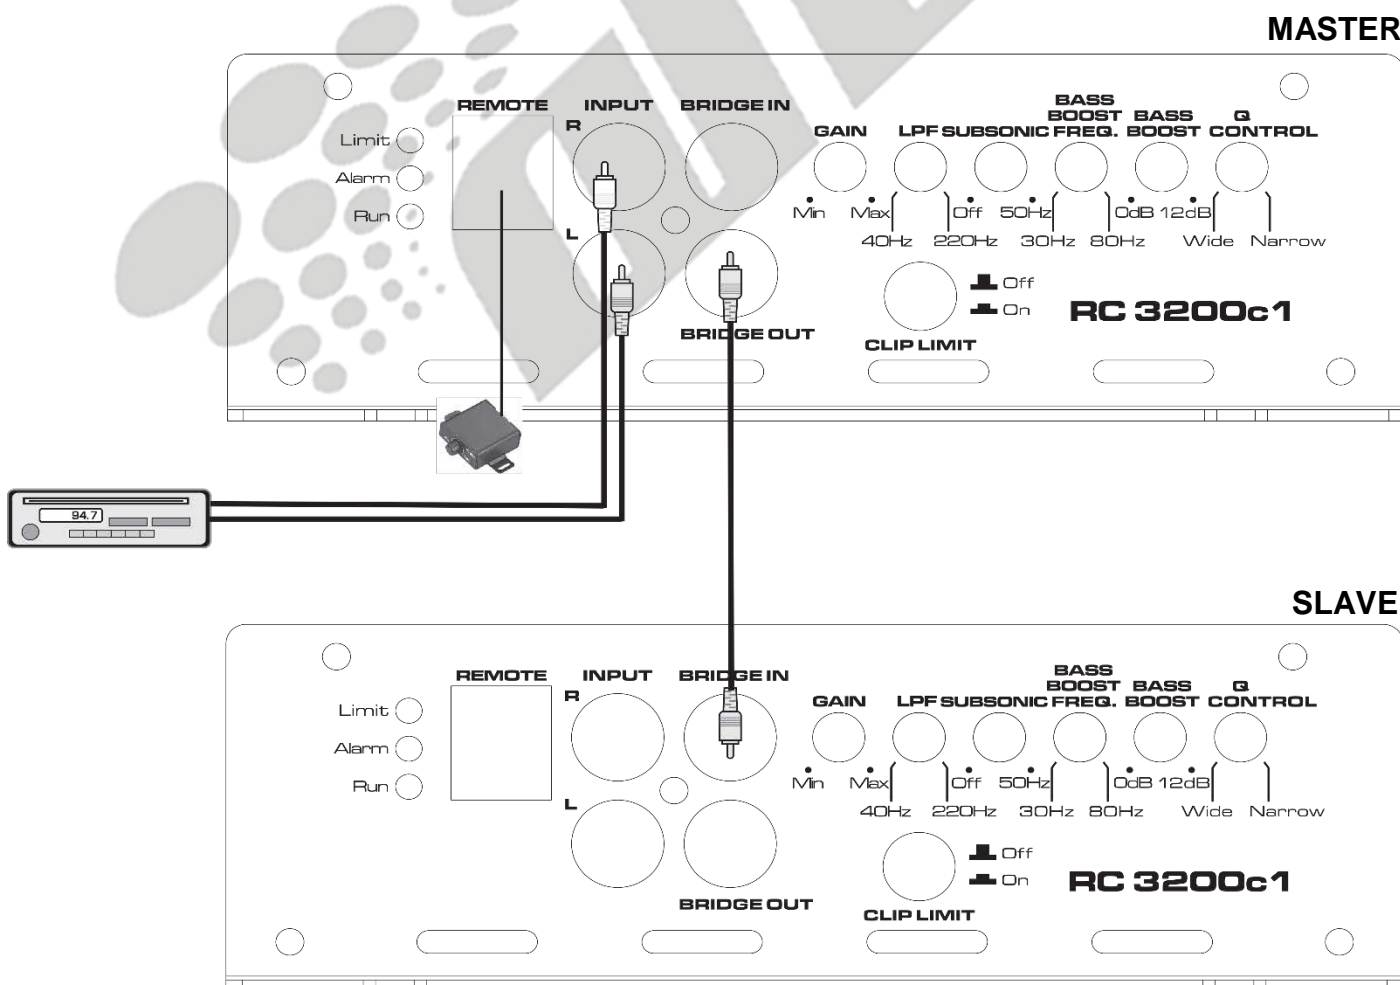 MASTER
REMOTE INPUT BRIDGE IN
R
L
Limit
Alarm
Run
GAIN LPF SUBSONIC BASS BOOST FREQ. BASS BOOST Q CONTROL
Min Max Off 50Hz 0dB 12dB
40Hz 220Hz 30Hz 80Hz Wide Narrow
Off
On
RC 3200c1
BRIDGE OUT
CLIP LIMIT
94.7
SLAVE
REMOTE INPUT BRIDGE IN
R
L
Limit
Alarm
Run
GAIN LPF SUBSONIC BASS BOOST FREQ. BASS BOOST Q CONTROL
Min Max Off 50Hz 0dB 12dB
40Hz 220Hz 30Hz 80Hz Wide Narrow
Off
On
RC 3200c1
BRIDGE OUT
CLIP LIMIT